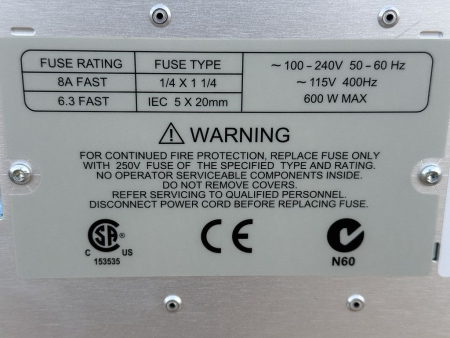 FUSE RATING FUSE TYPE ~ 100 – 240V 50 – 60 Hz
8A FAST 1/4 X 1 1/4 ~ 115V 400Hz
6.3 FAST IEC 5 X 20mm 600 W MAX
! WARNING
FOR CONTINUED FIRE PROTECTION, REPLACE FUSE ONLY
WITH 250V FUSE OF THE SPECIFIED TYPE AND RATING.
NO OPERATOR SERVICEABLE COMPONENTS INSIDE.
DO NOT REMOVE COVERS.
REFER SERVICING TO QUALIFIED PERSONNEL.
DISCONNECT POWER CORD BEFORE REPLACING FUSE.
SA ® CE
C US
153535 N60